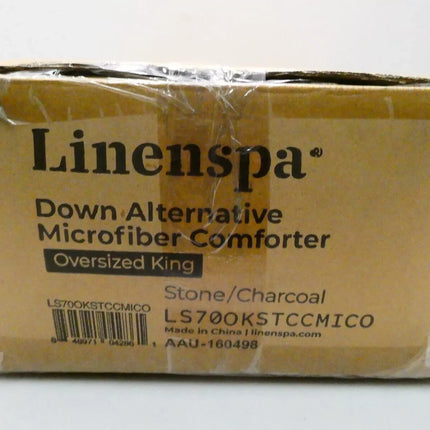 Linenspa®
Down Alternative
Microfiber Comforter
Oversized King
Stone/Charcoal
LS70OKSTCCMICO
LS70OKSTCCMICO
Made in China | linenspa.com
AAU-160498